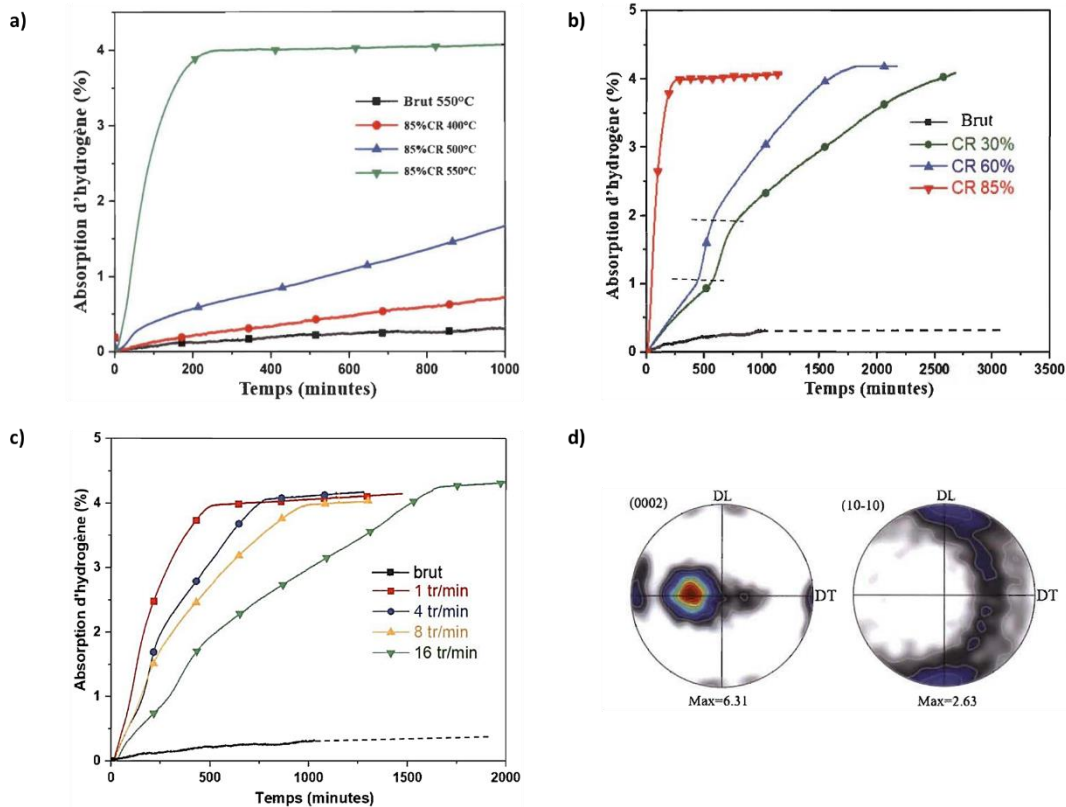 a)
Absorption d'hydrogène (%)
5
4
3
2
1
0
Brut 550°C
85%CR 400°C
85%CR 500°C
85%CR 550°C
0 200 400 600 800 1000
Temps (minutes)
b)
Absorption d'hydrogène (%)
5
4
3
2
1
0
Brut
CR 30%
CR 60%
CR 85%
0 500 1000 1500 2000 2500 3000 3500
Temps (minutes)
c)
Absorption d'hydrogène (%)
5
4
3
2
1
0
brut
1 tr/min
4 tr/min
8 tr/min
16 tr/min
0 500 1000 1500 2000
Temps (minutes)
d)
(0002) DL (10-10) DL
DT DT
Max=6.31 Max=2.63